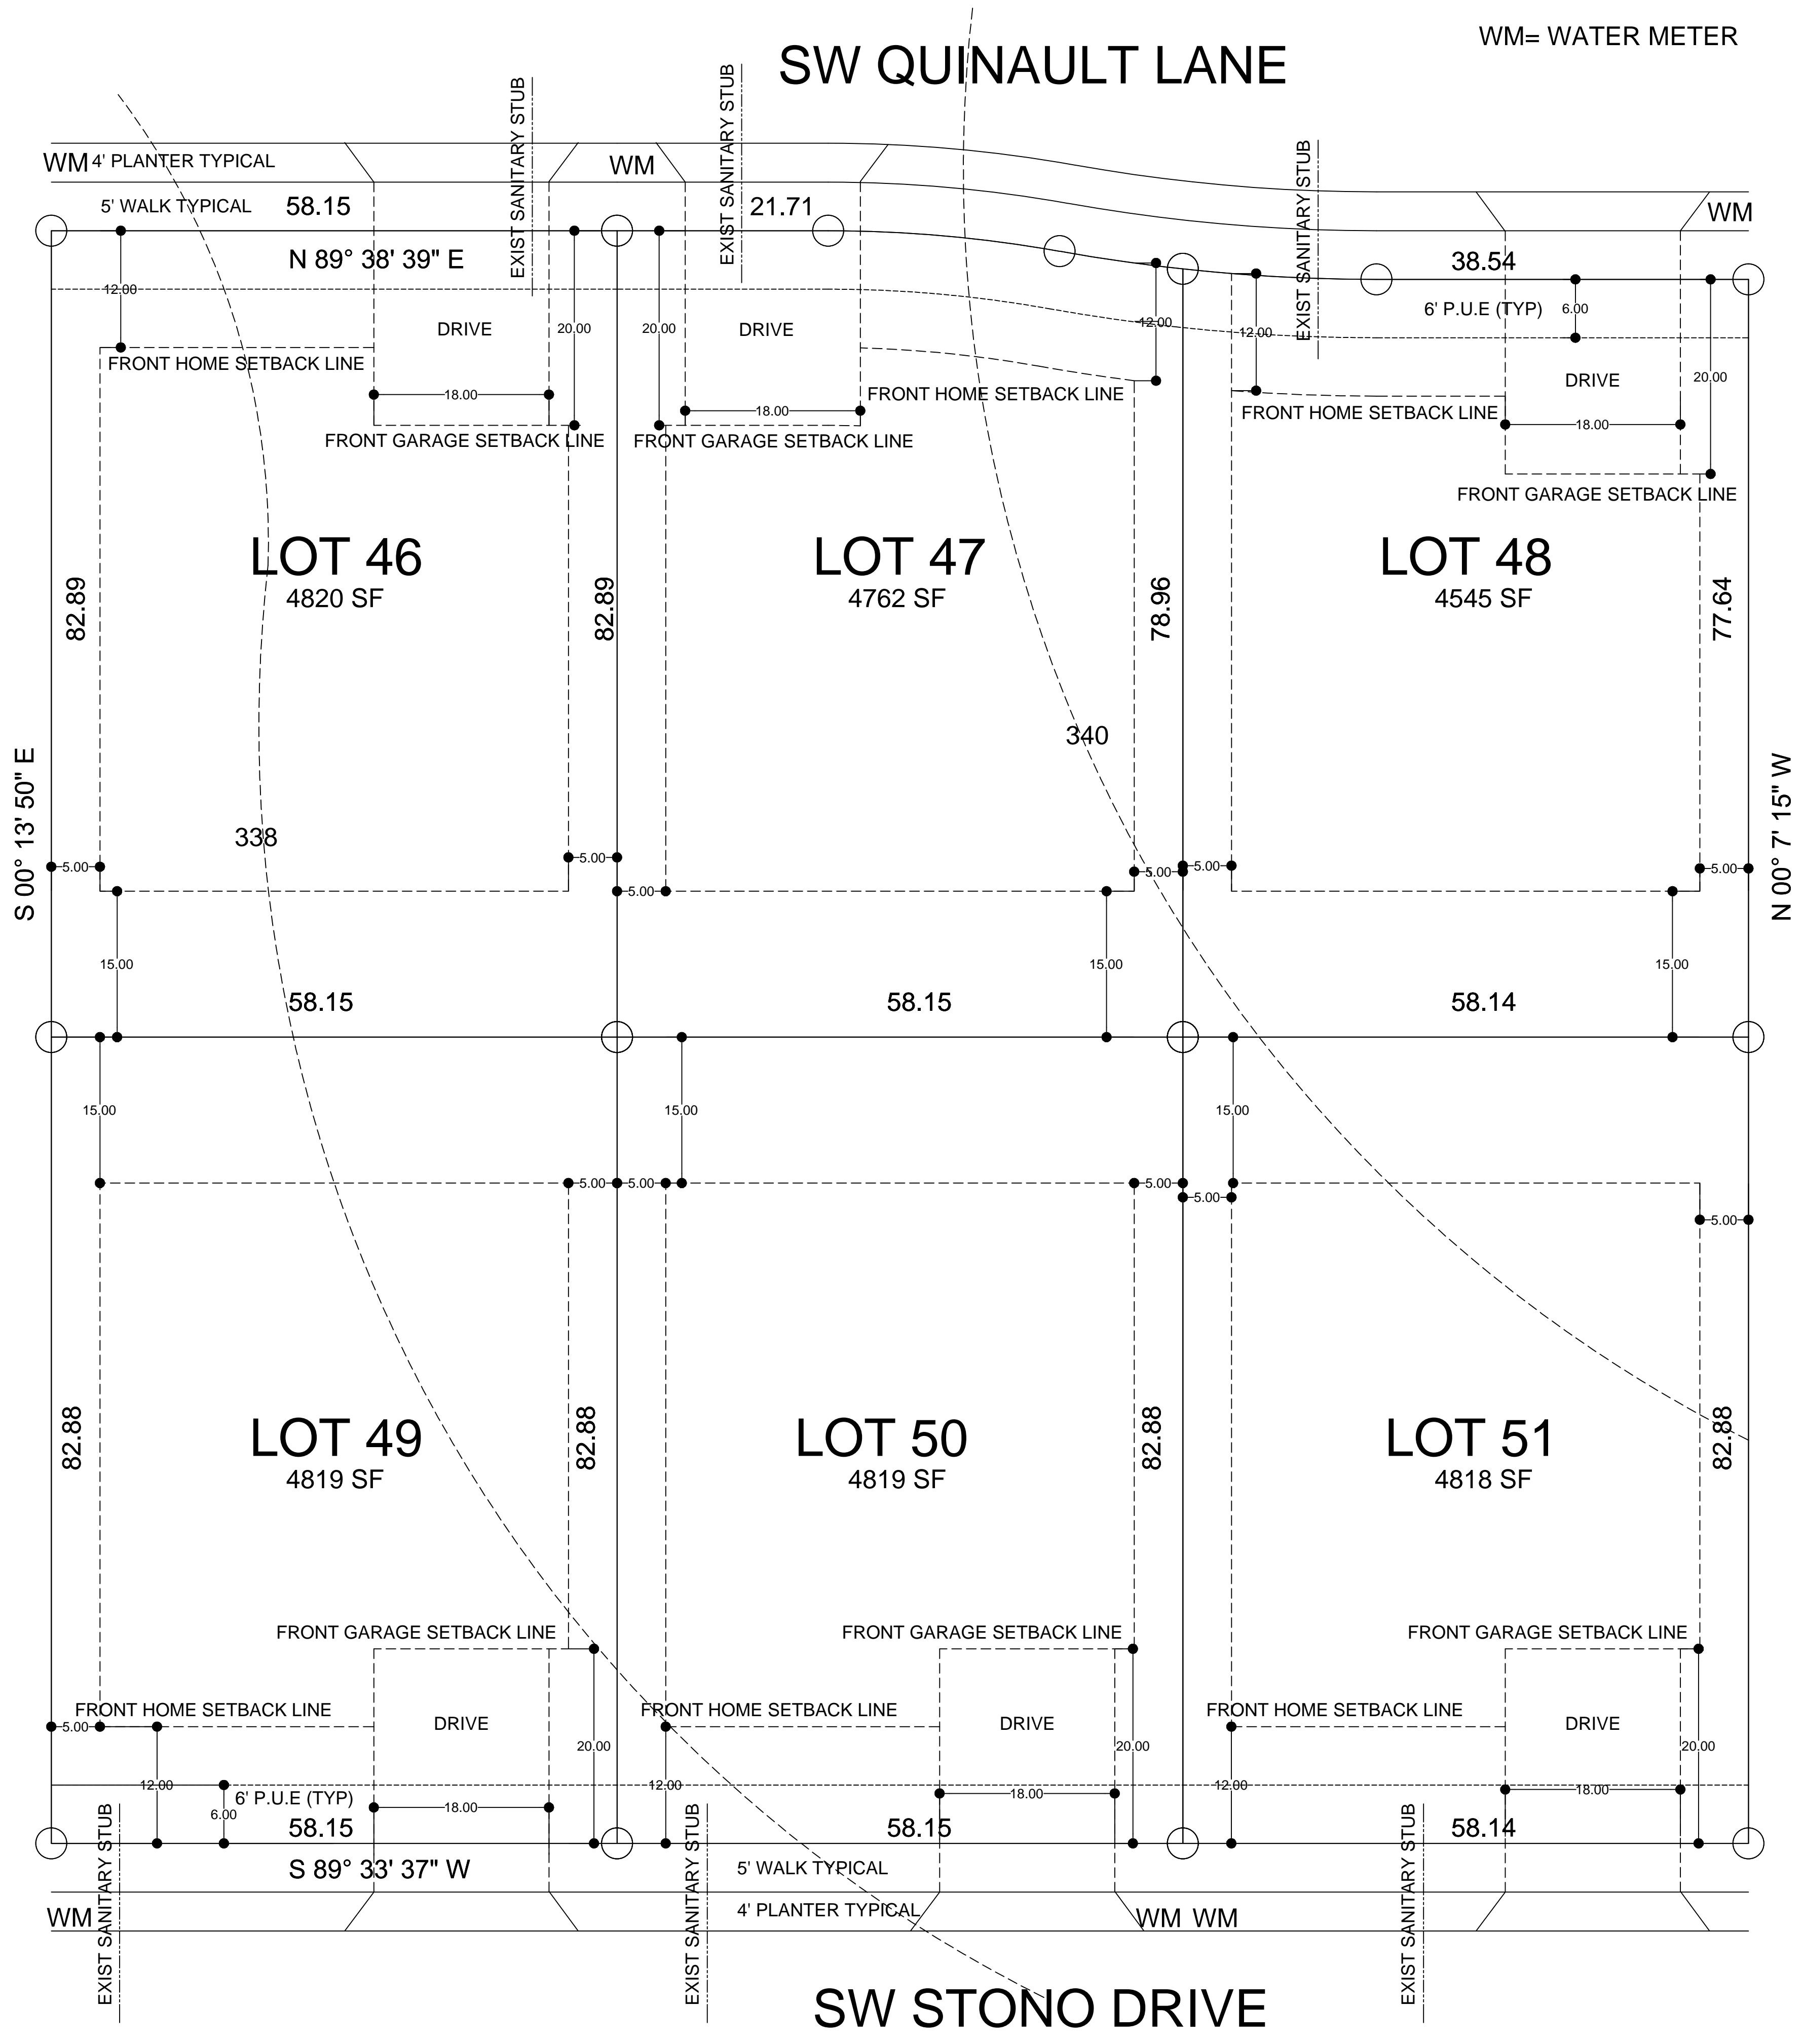 WM= WATER METER
SW QUINAULT LANE
EXIST SANITARY STUB
EXIST SANITARY STUB
EXIST SANITARY STUB
WM
4' PLANTER TYPICAL
WM
WM
5' WALK TYPICAL
58.15
21.71
N 89° 38' 39" E
38.54
12.00
6' P.U.E (TYP)
6.00
DRIVE
20.00
20.00
DRIVE
12.00
12.00
FRONT HOME SETBACK LINE
DRIVE
20.00
18.00
FRONT HOME SETBACK LINE
18.00
FRONT HOME SETBACK LINE
18.00
FRONT GARAGE SETBACK LINE
FRONT GARAGE SETBACK LINE
FRONT GARAGE SETBACK LINE
LOT 46
LOT 47
LOT 48
4820 SF
4762 SF
4545 SF
82.89
82.89
78.96
77.64
340
S 00° 13' 50" E
N 00° 7' 15" W
338
5.00
5.00
5.00
5.00
5.00
5.00
15.00
15.00
15.00
58.15
58.15
58.14
15.00
15.00
15.00
5.00
5.00
5.00
5.00
5.00
82.88
82.88
82.88
82.88
LOT 49
LOT 50
LOT 51
4819 SF
4819 SF
4818 SF
FRONT GARAGE SETBACK LINE
FRONT GARAGE SETBACK LINE
FRONT GARAGE SETBACK LINE
FRONT HOME SETBACK LINE
FRONT HOME SETBACK LINE
FRONT HOME SETBACK LINE
5.00
DRIVE
DRIVE
DRIVE
20.00
20.00
20.00
12.00
12.00
12.00
6' P.U.E (TYP)
6.00
18.00
18.00
18.00
58.15
58.15
58.14
S 89° 33' 37" W
5' WALK TYPICAL
4' PLANTER TYPICAL
WM
WM
WM
EXIST SANITARY STUB
EXIST SANITARY STUB
EXIST SANITARY STUB
SW STONO DRIVE